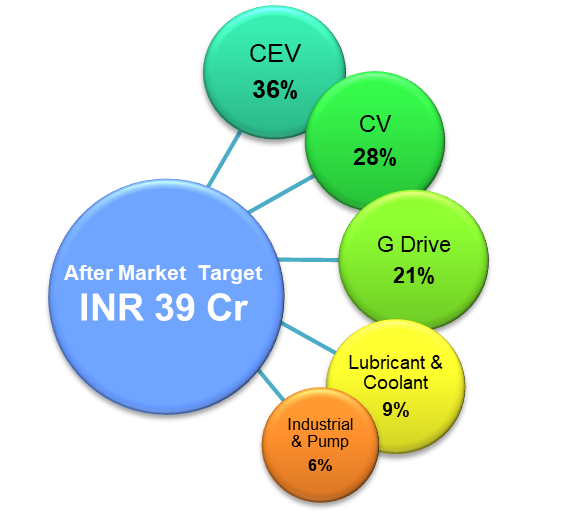 CEV
36%
CV
28%
G Drive
21%
After Market Target
INR 39 Cr
Lubricant &
Coolant
9%
Industrial
& Pump
6%